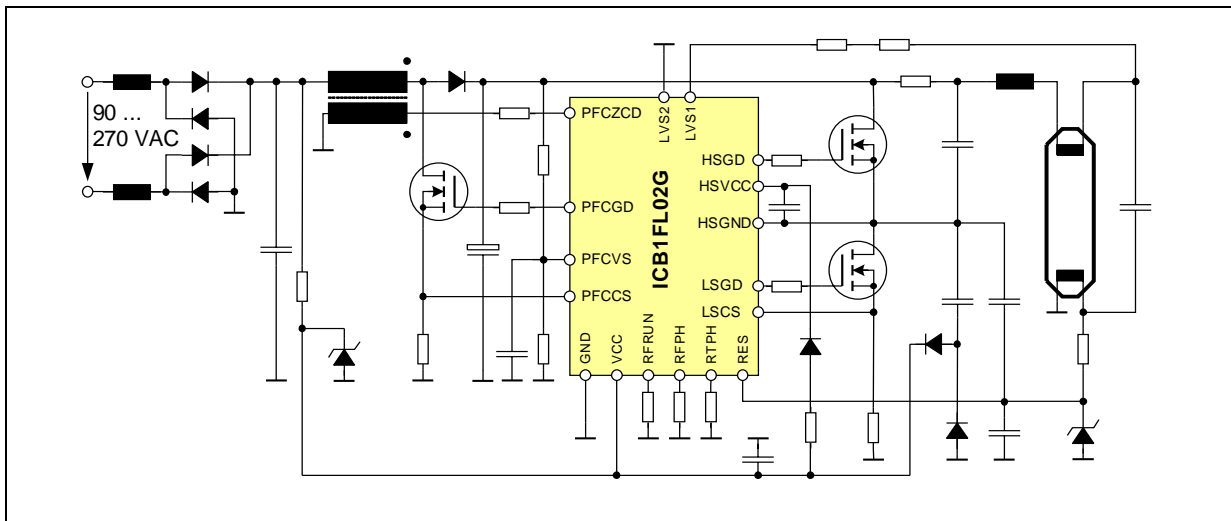 90 ...
270 VAC
PFCZCD
PFCGD
PFCVS
PFCCS
LVS2
LVS1
ICB1FL02G
HSGD
HSVCC
HSGND
LSGD
LSCS
GND
VCC
RFRUN
RFPH
RTPH
RES